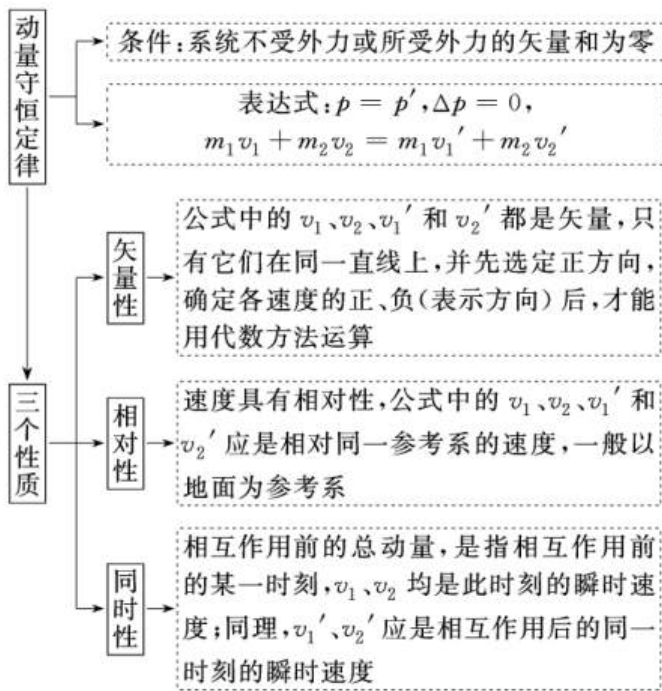 动量守恒定律
条件:系统不受外力或所受外力的矢量和为零
表达式:p = p′,Δp = 0,
m₁v₁ + m₂v₂ = m₁v₁′ + m₂v₂′
三个性质
矢量性
公式中的 v₁、v₂、v₁′ 和 v₂′ 都是矢量,只
有它们在同一直线上,并先选定正方向,
确定各速度的正、负(表示方向)后,才能
用代数方法运算
相对性
速度具有相对性,公式中的 v₁、v₂、v₁′ 和
v₂′ 应是相对同一参考系的速度,一般以
地面为参考系
同时性
相互作用前的总动量,是指相互作用前
的某一时刻,v₁、v₂ 均是此时刻的瞬时速
度;同理,v₁′、v₂′ 应是相互作用后的同一
时刻的瞬时速度